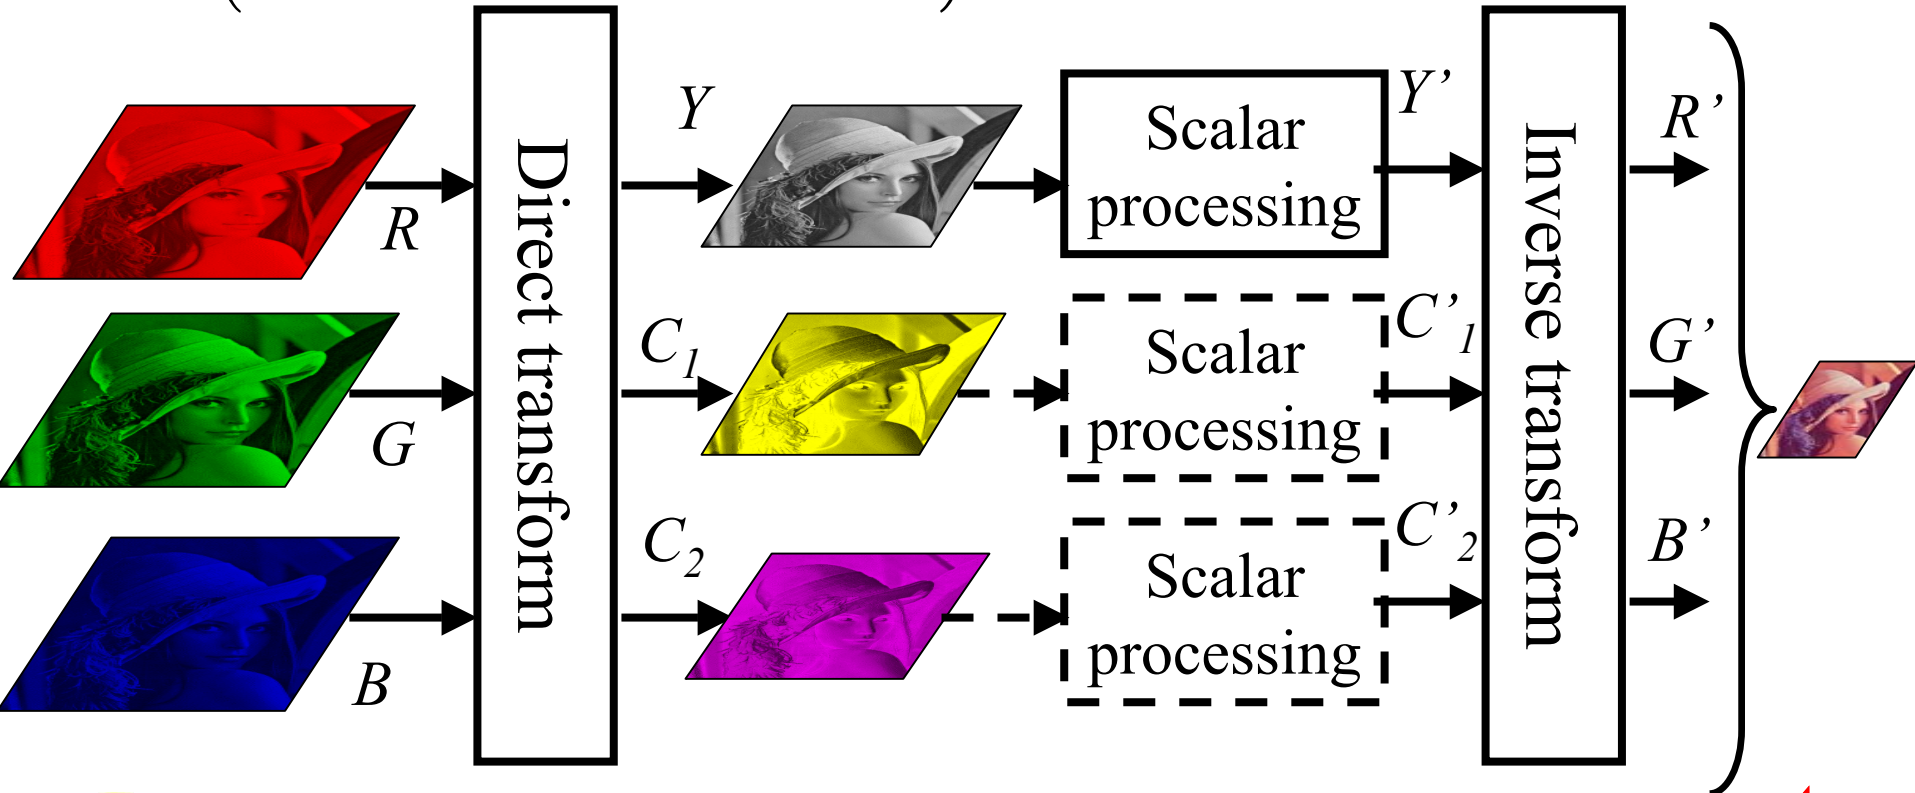 R
G
B
Direct transform
Y
C1
C2
Scalar
processing
Scalar
processing
Scalar
processing
Y’
C’1
C’2
Inverse transform
R’
G’
B’